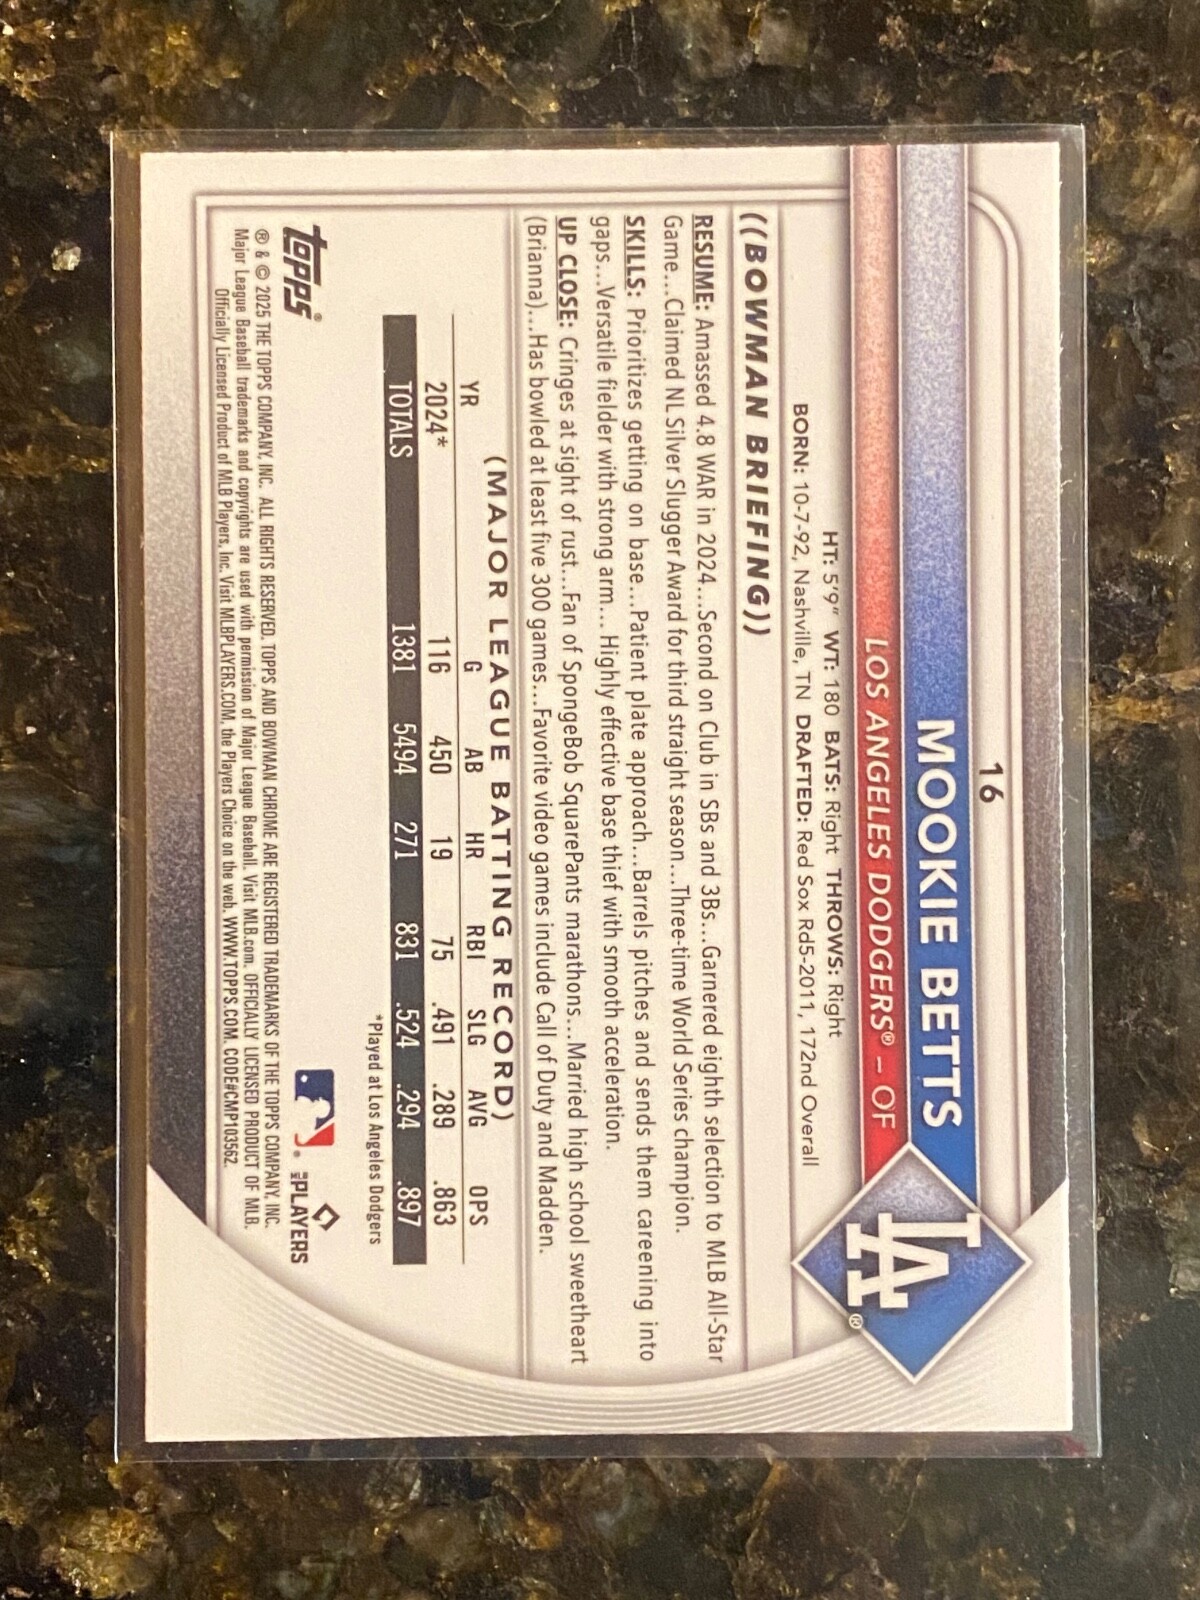 16
MOOKIE BETTS
LOS ANGELES DODGERS® – OF
LA®
HT: 5'9" WT: 180 BATS: Right THROWS: Right
BORN: 10-7-92, Nashville, TN DRAFTED: Red Sox Rd5-2011, 172nd Overall
((BOWMAN BRIEFING))
RESUME: Amassed 4.8 WAR in 2024...Second on Club in SBs and 3Bs...Garnered eighth selection to MLB All-Star
Game...Claimed NL Silver Slugger Award for third straight season...Three-time World Series champion.
SKILLS: Prioritizes getting on base...Patient plate approach...Barrels pitches and sends them careening into
gaps...Versatile fielder with strong arm... Highly effective base thief with smooth acceleration.
UP CLOSE: Cringes at sight of rust...Fan of SpongeBob SquarePants marathons...Married high school sweetheart
(Brianna)...Has bowled at least five 300 games...Favorite video games include Call of Duty and Madden.
(MAJOR LEAGUE BATTING RECORD)
YR G AB HR RBI SLG AVG OPS
2024* 116 450 19 75 .491 .289 .863
TOTALS 1381 5494 271 831 .524 .294 .897
*Played at Los Angeles Dodgers
topps®
MLB PLAYERS
® & © 2025 THE TOPPS COMPANY, INC. ALL RIGHTS RESERVED. TOPPS AND BOWMAN CHROME ARE REGISTERED TRADEMARKS OF THE TOPPS COMPANY, INC.
Major League Baseball trademarks and copyrights are used with permission of Major League Baseball. Visit MLB.com. OFFICIALLY LICENSED PRODUCT OF MLB.
Officially Licensed Product of MLB Players, Inc. Visit MLBPLAYERS.COM, the Players Choice on the web. WWW.TOPPS.COM. CODE#CMP103562.